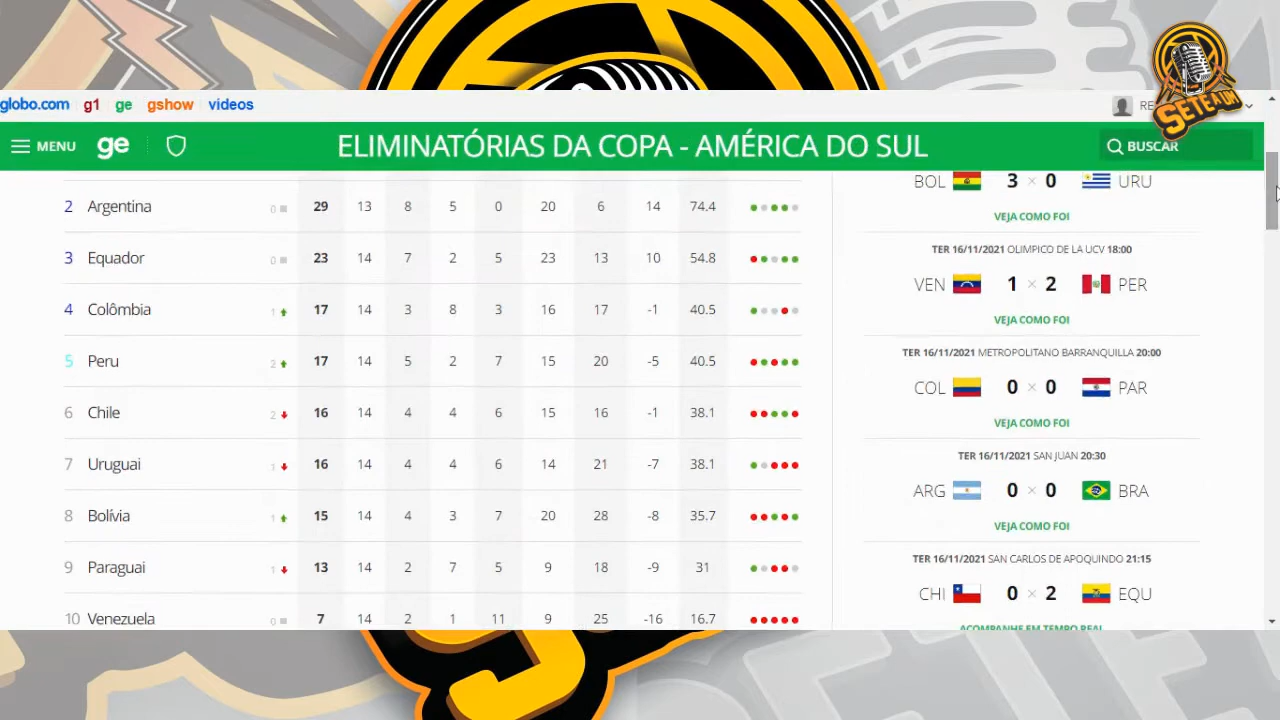 globo.com g1 ge gshow videos
RE
SETE A UM
MENU ge ELIMINATÓRIAS DA COPA - AMÉRICA DO SUL BUSCAR
2 Argentina 0 29 13 8 5 0 20 6 14 74.4
3 Equador 0 23 14 7 2 5 23 13 10 54.8
4 Colômbia 1 17 14 3 8 3 16 17 -1 40.5
5 Peru 2 17 14 5 2 7 15 20 -5 40.5
6 Chile 2 16 14 4 4 6 15 16 -1 38.1
7 Uruguai 1 16 14 4 4 6 14 21 -7 38.1
8 Bolívia 1 15 14 4 3 7 20 28 -8 35.7
9 Paraguai 1 13 14 2 7 5 9 18 -9 31
10 Venezuela 0 7 14 2 1 11 9 25 -16 16.7
BOL 3 × 0 URU
VEJA COMO FOI
TER 16/11/2021 OLIMPICO DE LA UCV 18:00
VEN 1 × 2 PER
VEJA COMO FOI
TER 16/11/2021 METROPOLITANO BARRANQUILLA 20:00
COL 0 × 0 PAR
VEJA COMO FOI
TER 16/11/2021 SAN JUAN 20:30
ARG 0 × 0 BRA
VEJA COMO FOI
TER 16/11/2021 SAN CARLOS DE APOQUINDO 21:15
CHI 0 × 2 EQU
ACOMPANHE EM TEMPO REAL